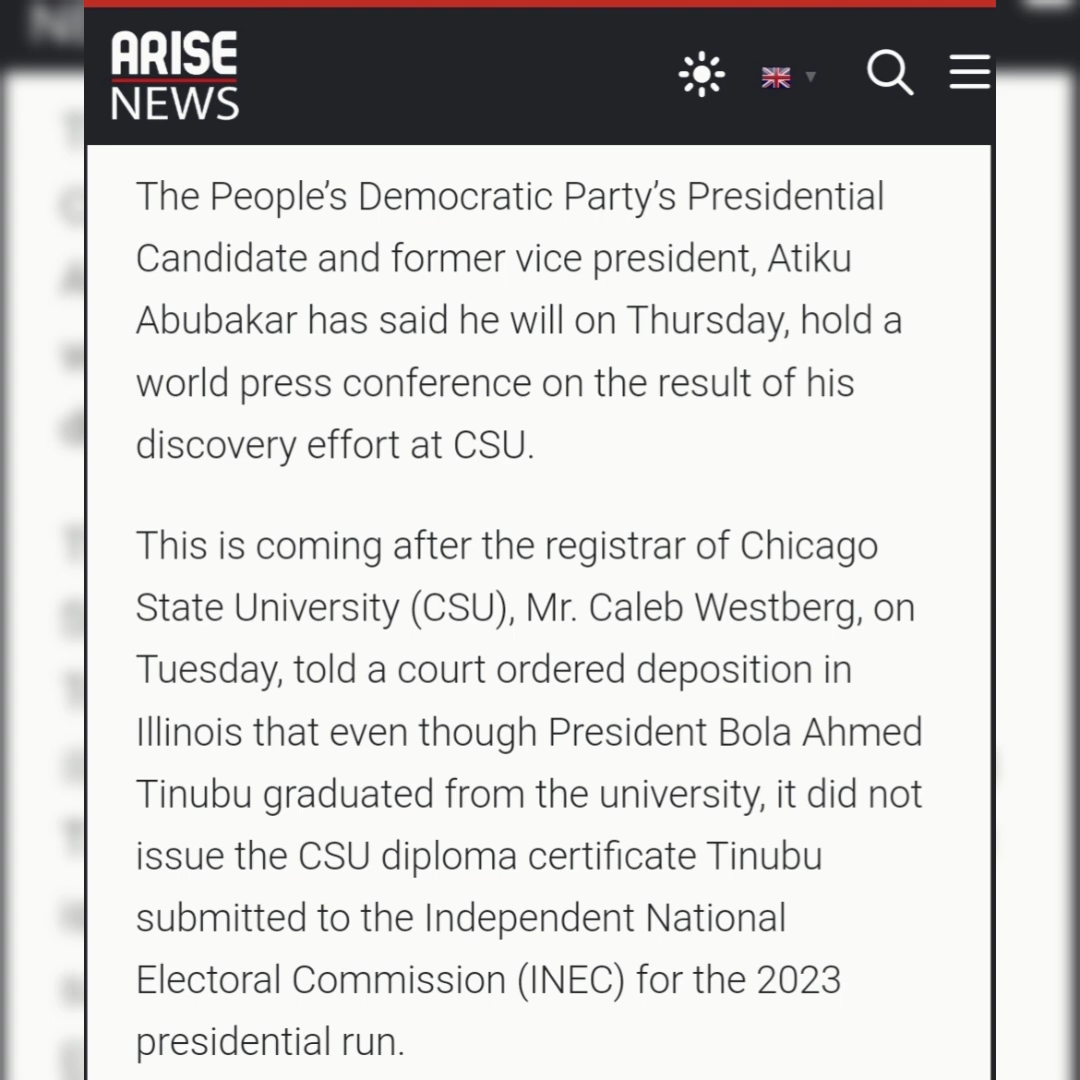 ARISE
NEWS
The People’s Democratic Party’s Presidential
Candidate and former vice president, Atiku
Abubakar has said he will on Thursday, hold a
world press conference on the result of his
discovery effort at CSU.
This is coming after the registrar of Chicago
State University (CSU), Mr. Caleb Westberg, on
Tuesday, told a court ordered deposition in
Illinois that even though President Bola Ahmed
Tinubu graduated from the university, it did not
issue the CSU diploma certificate Tinubu
submitted to the Independent National
Electoral Commission (INEC) for the 2023
presidential run.